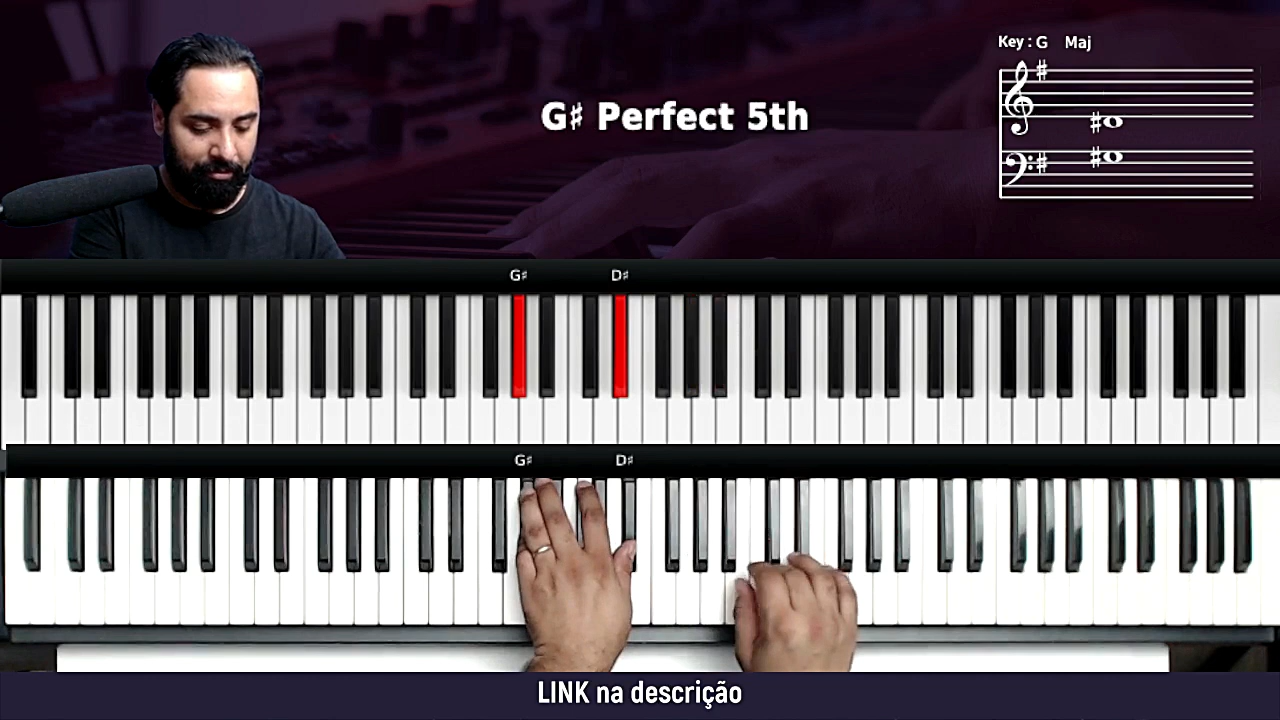 Key : G Maj
G♯ Perfect 5th
G♯ D♯
G♯ D♯
LINK na descrição